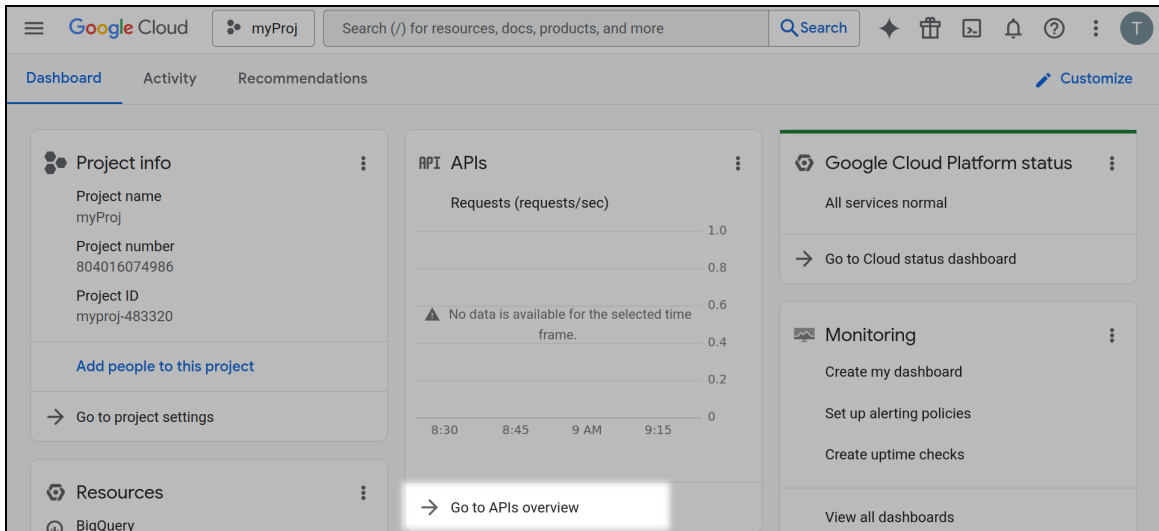 Google Cloud
myProj
Search (/) for resources, docs, products, and more
Search
T
Dashboard
Activity
Recommendations
Customize
Project info
Project name
myProj
Project number
804016074986
Project ID
myproj-483320
Add people to this project
Go to project settings
Resources
BigQuery
API APIs
Requests (requests/sec)
1.0
0.8
0.6
0.4
0.2
0
No data is available for the selected time
frame.
8:30
8:45
9 AM
9:15
Go to APIs overview
Google Cloud Platform status
All services normal
Go to Cloud status dashboard
Monitoring
Create my dashboard
Set up alerting policies
Create uptime checks
View all dashboards